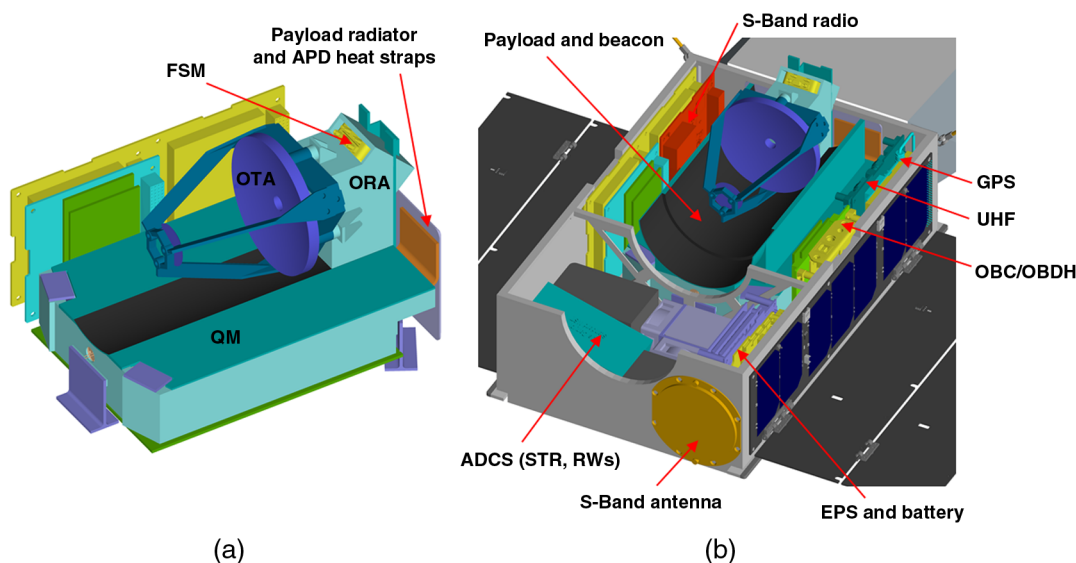 Payload radiator
and APD heat straps
FSM
OTA
ORA
QM
(a)
S-Band radio
Payload and beacon
GPS
UHF
OBC/OBDH
ADCS (STR, RWs)
S-Band antenna
EPS and battery
(b)